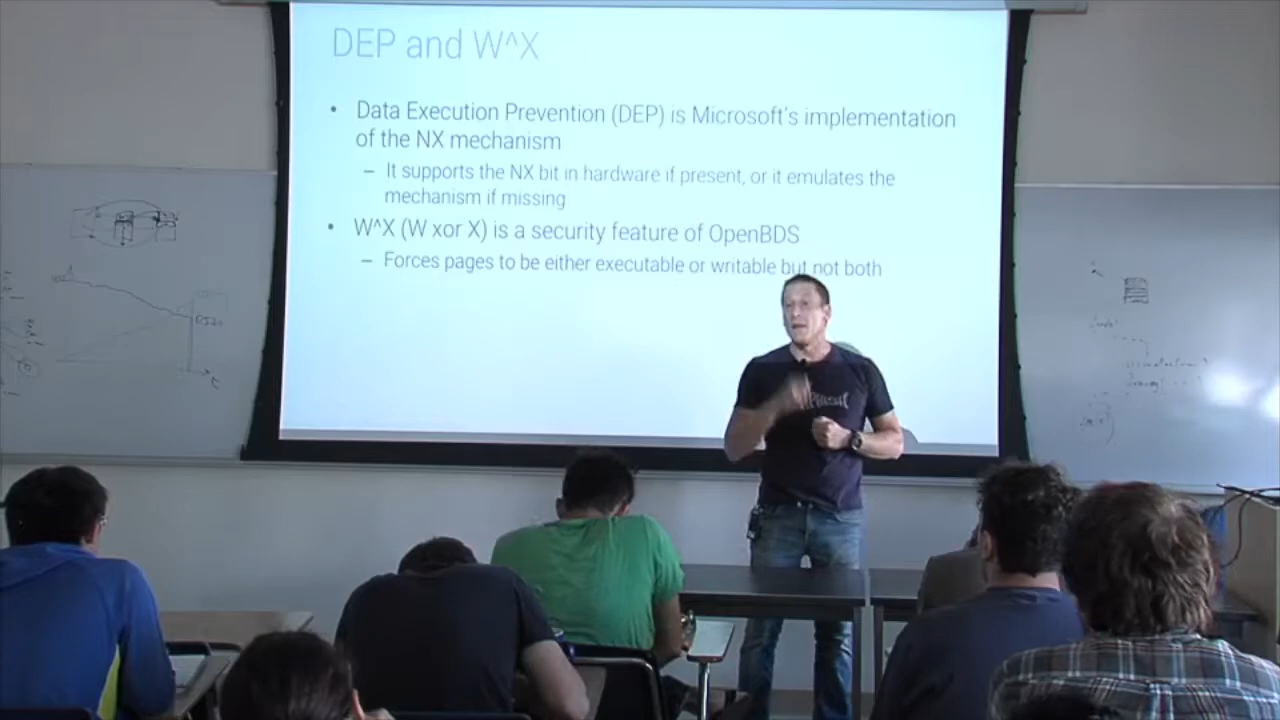 DEP and W^X
• Data Execution Prevention (DEP) is Microsoft's implementation
of the NX mechanism
– It supports the NX bit in hardware if present, or it emulates the
mechanism if missing
• W^X (W xor X) is a security feature of OpenBDS
– Forces pages to be either executable or writable but not both